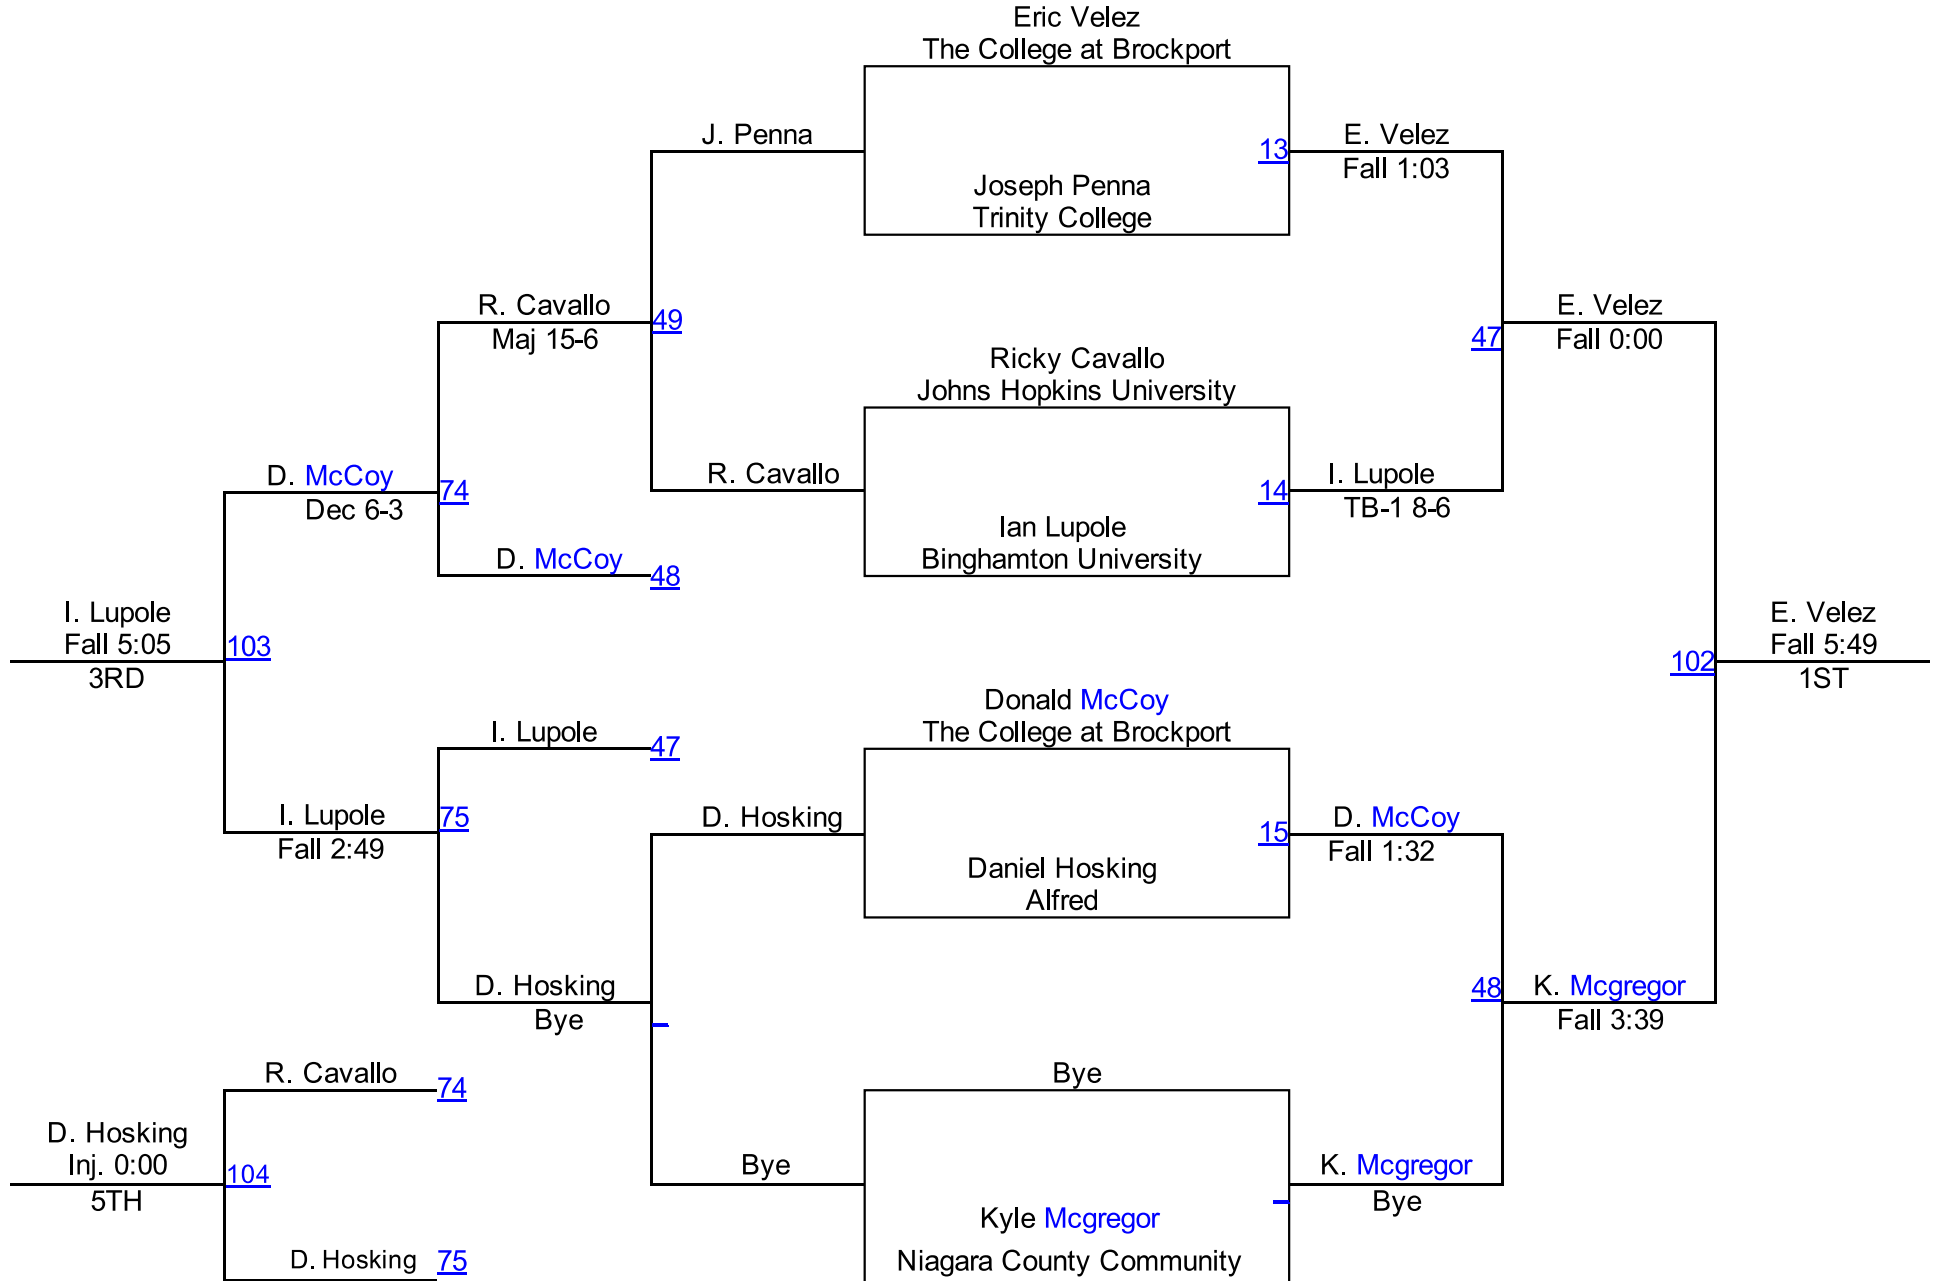 Eric Velez
The College at Brockport
J. Penna
13
E. Velez
Fall 1:03
Joseph Penna
Trinity College
R. Cavallo
Maj 15-6
49
E. Velez
Fall 0:00
47
Ricky Cavallo
Johns Hopkins University
D. McCoy
Dec 6-3
74
R. Cavallo
14
I. Lupole
TB-1 8-6
Ian Lupole
Binghamton University
D. McCoy
48
I. Lupole
Fall 5:05
3RD
103
E. Velez
Fall 5:49
1ST
102
Donald McCoy
The College at Brockport
I. Lupole
47
I. Lupole
Fall 2:49
75
D. Hosking
15
D. McCoy
Fall 1:32
Daniel Hosking
Alfred
D. Hosking
Bye
48
K. Mcgregor
Fall 3:39
R. Cavallo
74
Bye
D. Hosking
Inj. 0:00
5TH
104
Bye
K. Mcgregor
Bye
Kyle Mcgregor
Niagara County Community
D. Hosking
75